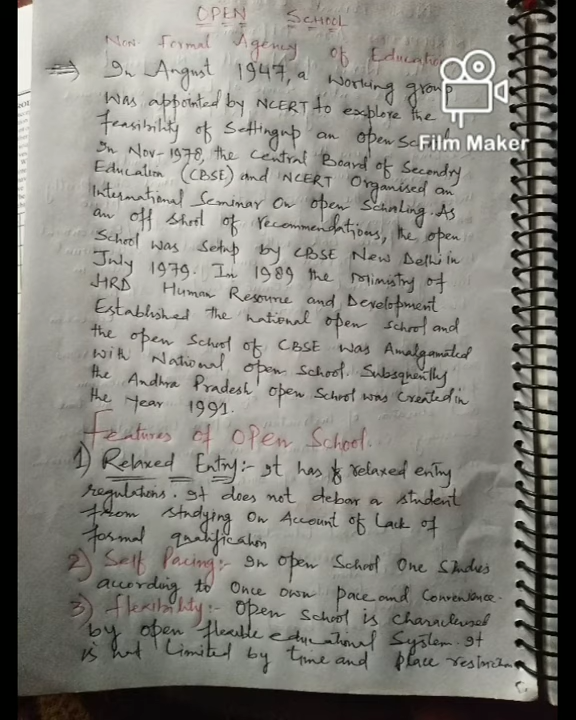 OPEN SCHOOL
Non-Formal Agency of Education
⇒ In August 1947, a working group
was appointed by NCERT to explore the
feasibility of Setting up an open School
In Nov-1978, the Central Board of Secondry
Education (CBSE) and NCERT Organised an
International Seminar On open Schooling. As
an off shoot of recommendations, the open
School was setup by CBSE New Delhi in
July 1979. In 1989 the Ministry of
HRD Human Resourse and Development
Established the national open school and
the open School of CBSE was Amalgamated
with National open School. Subsquently
the Andhra Pradesh open School was Created in
the year 1991.
Features of Open School.
1) Relaxed Entry:- It has relaxed entry
regulations. It does not debar a student
from studying On Account of Lack of
formal qualification
2) Self Pacing:- In open School One studies
according to Once own pace and Convenience.
3) flexibility:- Open School is characterised
by open flexible educational System. It
is not limited by time and place restriction
Film Maker